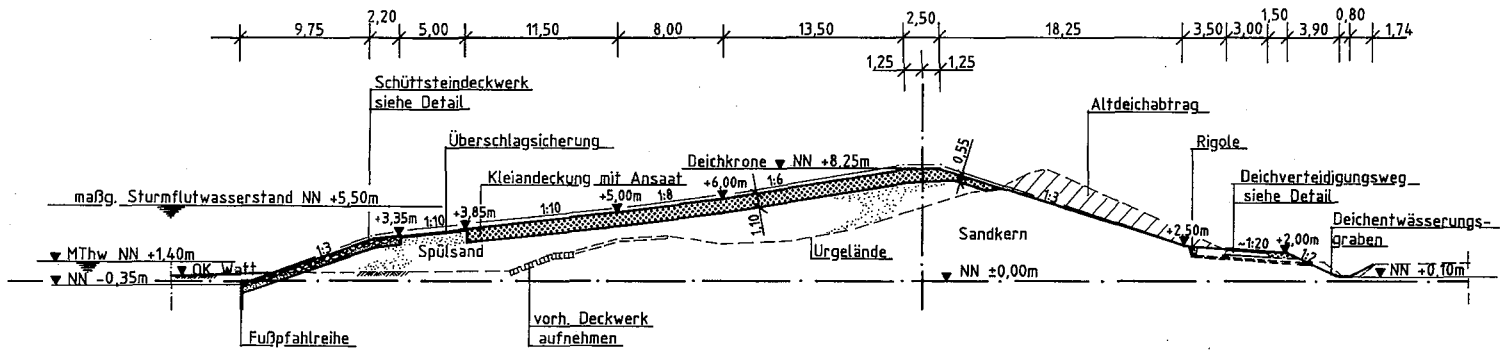 9,75
2,20
5,00
11,50
8,00
13,50
2,50
18,25
3,50
3,00
1,50
3,90
0,80
1,74
1,25
1,25
Schüttsteindeckwerk
siehe Detail
Altdeichabtrag
Überschlagsicherung
0,55
Rigole
Deichkrone NN +8,25m
Kleiandeckung mit Ansaat
+5,00m
1:8
+6,00m
1:6
Deichverteidigungsweg
siehe Detail
maßg. Sturmflutwasserstand NN +5,50m
+3,35m
1:10
+3,85m
1:10
1,10
1:3
Deichentwässerungs-
graben
1:3
Spülsand
Urgelände
Sandkern
+2,50m
~1:20
+2,00m
1:2
MThw NN +1,40m
OK Watt
NN -0,35m
NN ±0,00m
NN +0,10m
vorh. Deckwerk
aufnehmen
Fußpfahlreihe